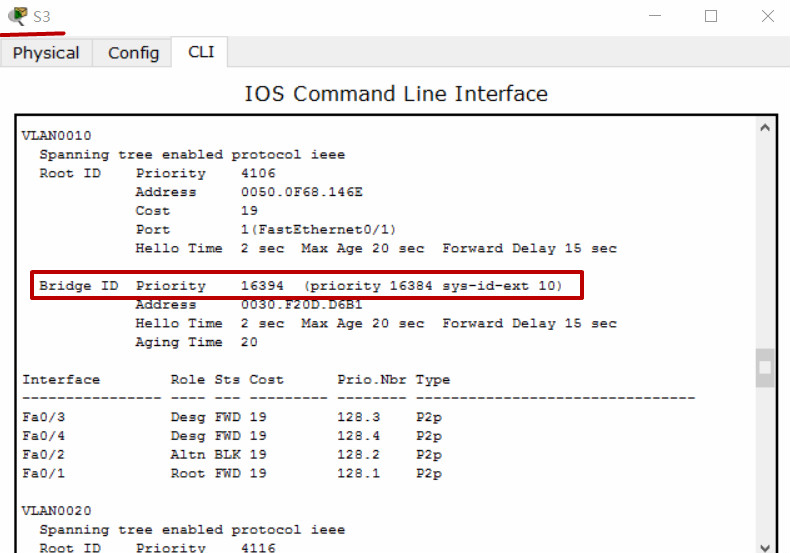 S3
Physical Config CLI
IOS Command Line Interface
VLAN0010
Spanning tree enabled protocol ieee
Root ID Priority 4106
Address 0050.0F68.146E
Cost 19
Port 1(FastEthernet0/1)
Hello Time 2 sec Max Age 20 sec Forward Delay 15 sec
Bridge ID Priority 16394 (priority 16384 sys-id-ext 10)
Address 0030.F20D.D6B1
Hello Time 2 sec Max Age 20 sec Forward Delay 15 sec
Aging Time 20
Interface Role Sts Cost Prio.Nbr Type
---------------- ---- --- --------- -------- --------------------------------
Fa0/3 Desg FWD 19 128.3 P2p
Fa0/4 Desg FWD 19 128.4 P2p
Fa0/2 Altn BLK 19 128.2 P2p
Fa0/1 Root FWD 19 128.1 P2p
VLAN0020
Spanning tree enabled protocol ieee
Root ID Priority 4116